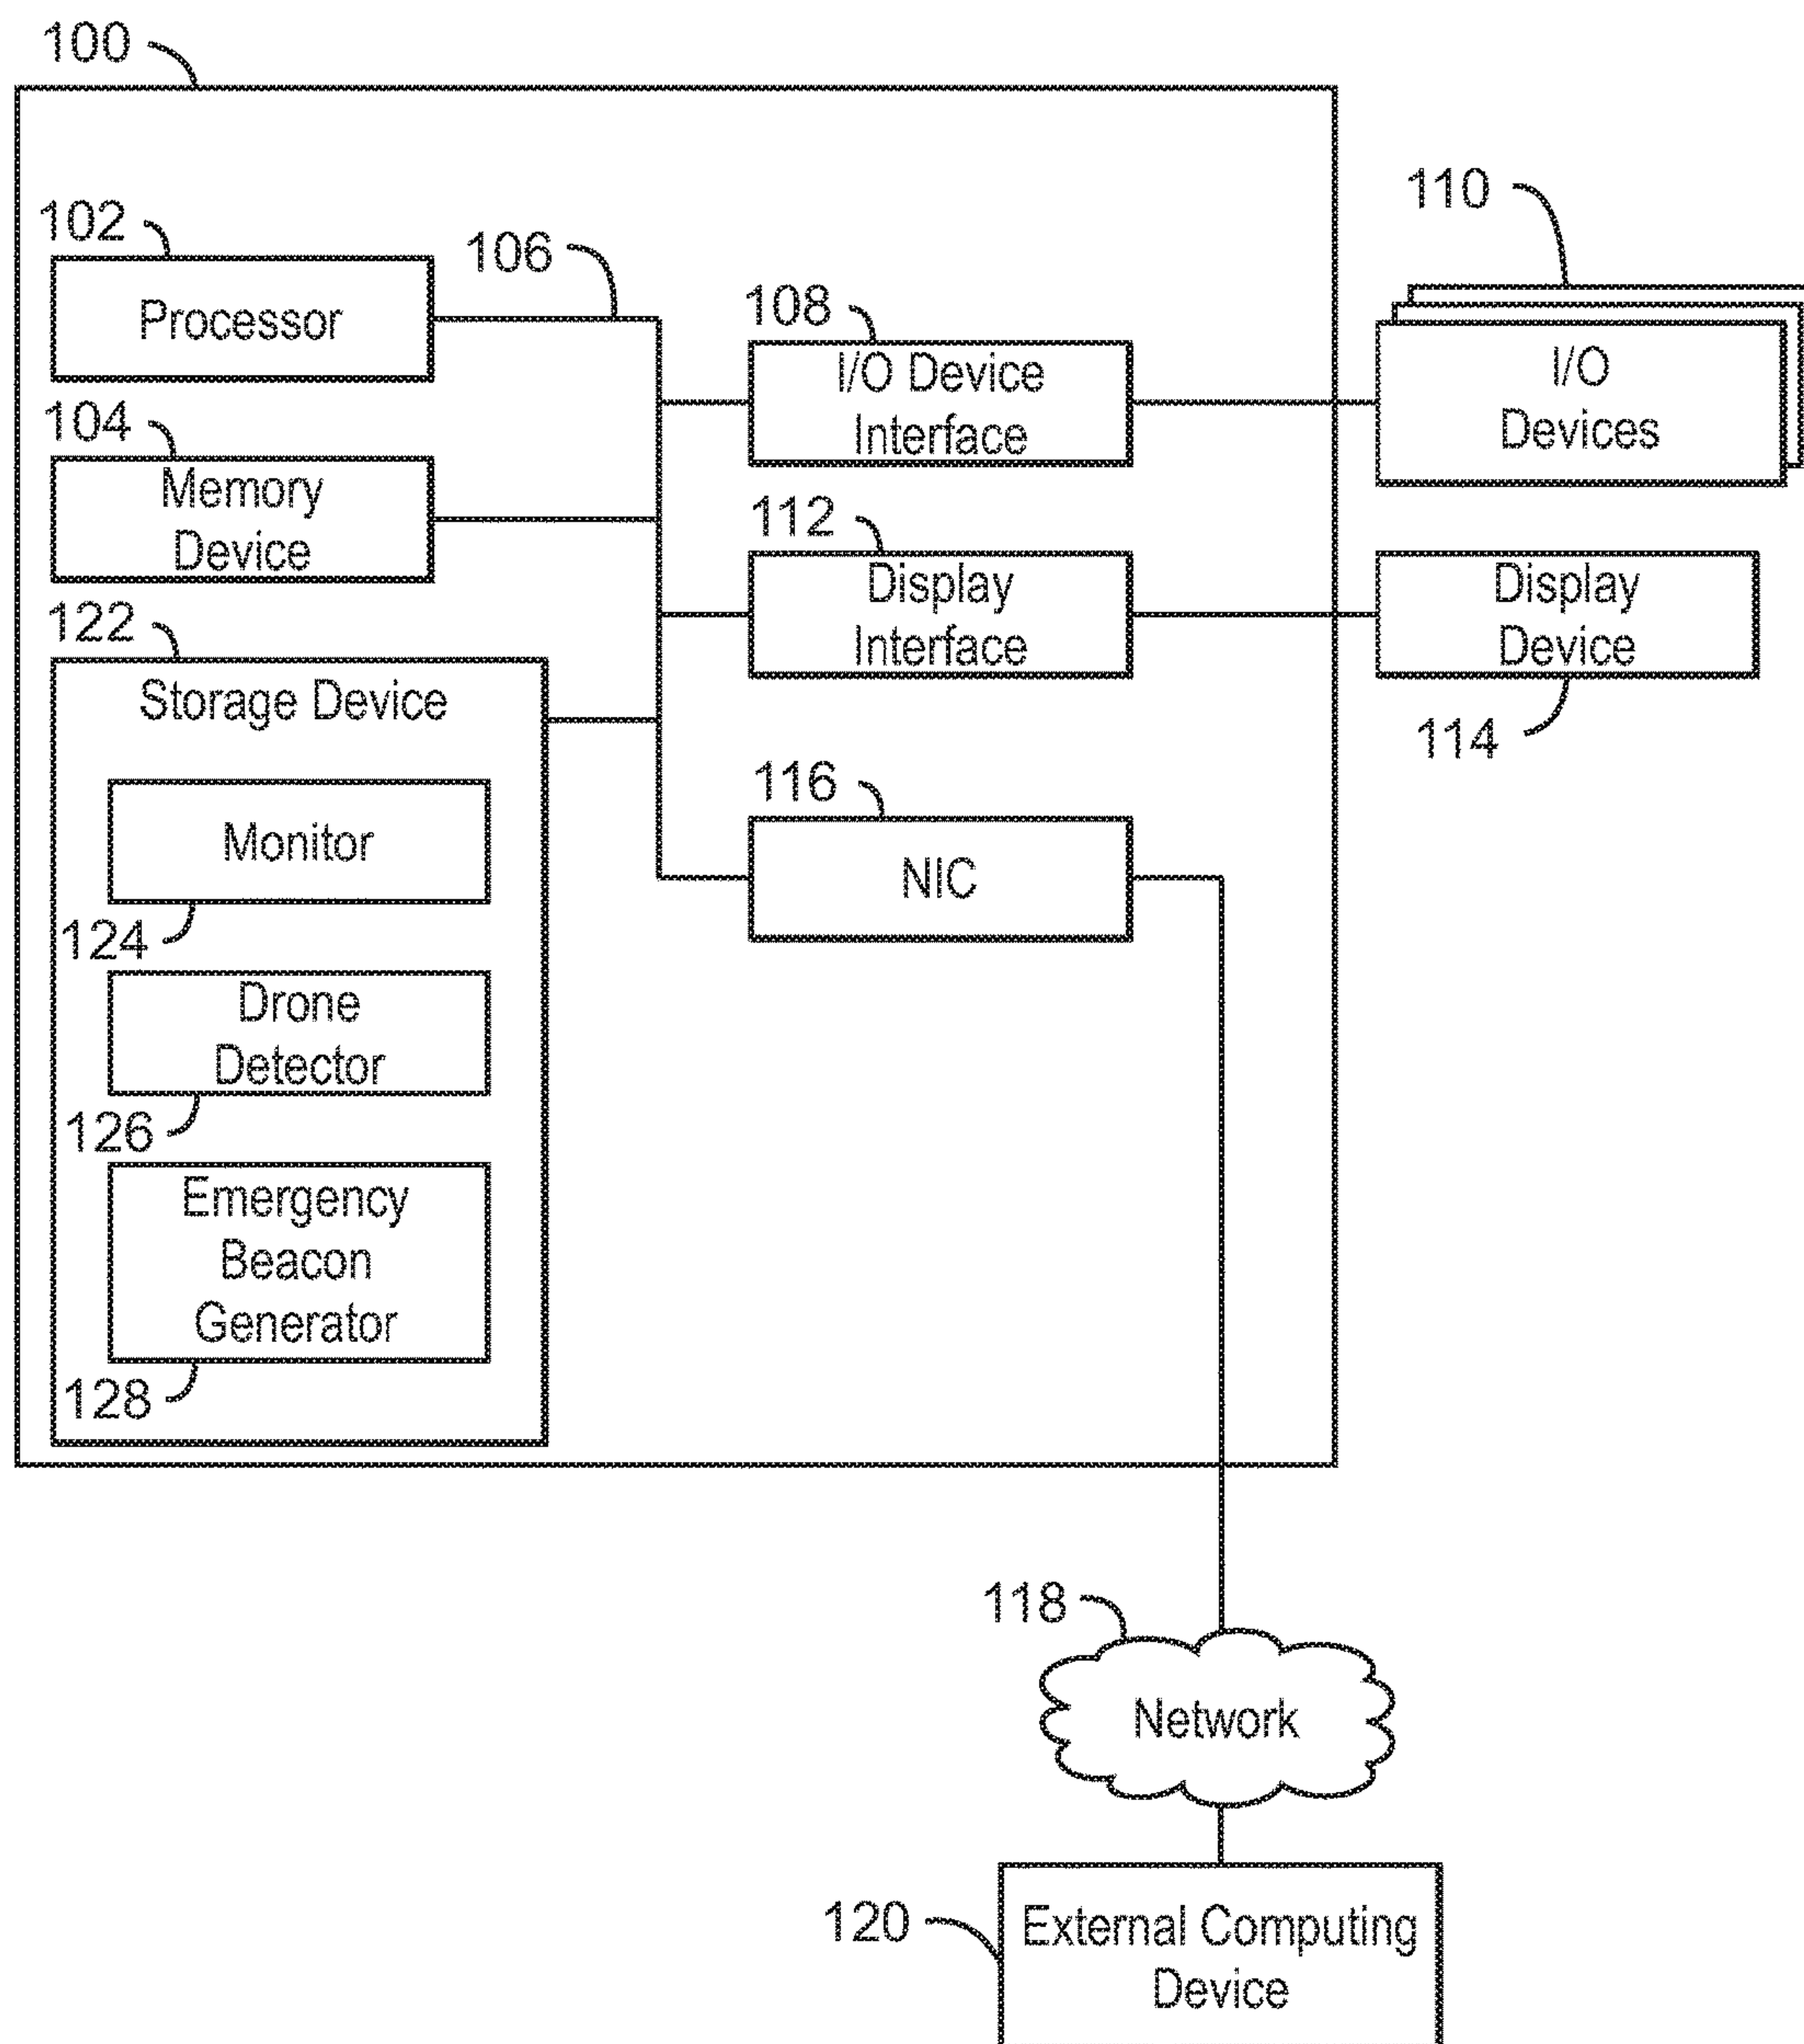 100
110
102
106
Processor
108
I/O Device
Interface
I/O
Devices
104
Memory
Device
112
Display
Interface
Display
Device
114
122
Storage Device
116
NIC
Monitor
124
Drone
Detector
126
Emergency
Beacon
Generator
128
118
Network
120
External Computing
Device